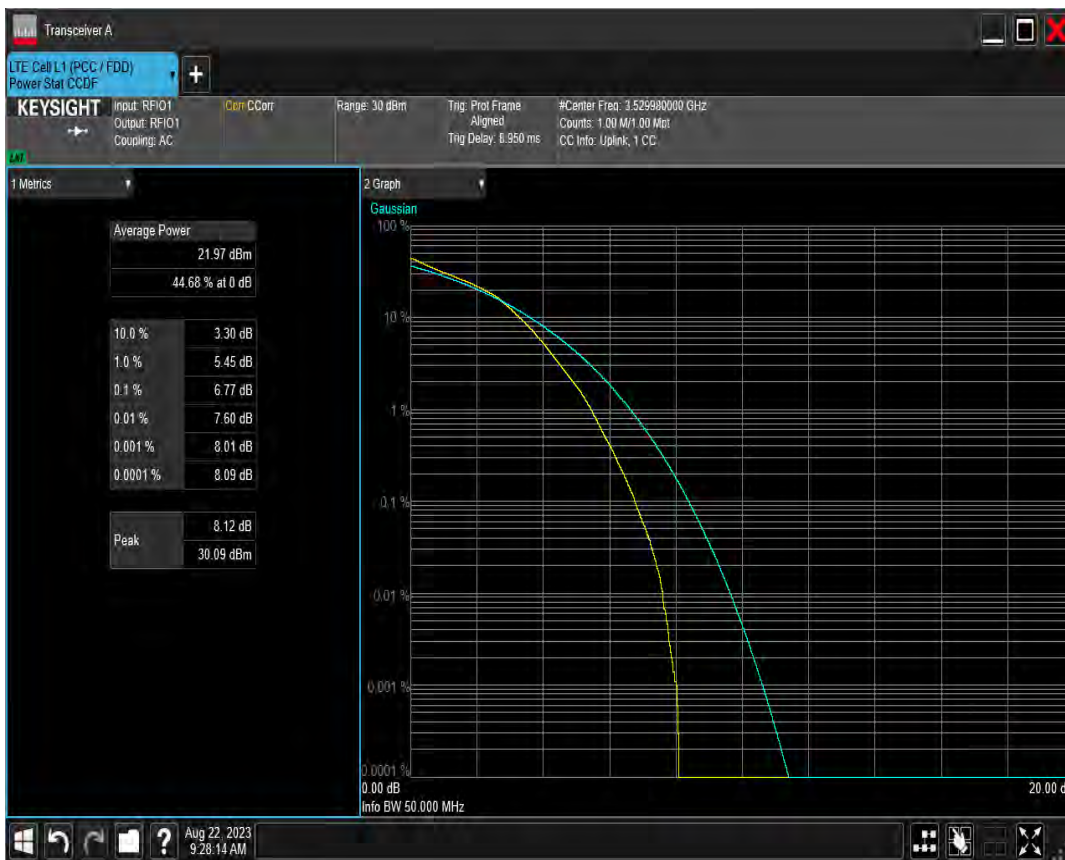 Transceiver A
LTE Cell L1 (PCC / FDD)
Power Stat CCDF
KEYSIGHT
Input: RFIO1
Output: RFIO1
Coupling: AC
Corr CCorr
Range: 30 dBm
Trig: Prot Frame
Aligned
Trig Delay: 8.950 ms
#Center Freq: 3.529980000 GHz
Counts: 1.00 M/1.00 Mpt
CC Info: Uplink, 1 CC
1 Metrics
Average Power
21.97 dBm
44.68 % at 0 dB
10.0 % 3.30 dB
1.0 % 5.45 dB
0.1 % 6.77 dB
0.01 % 7.60 dB
0.001 % 8.01 dB
0.0001 % 8.09 dB
Peak
8.12 dB
30.09 dBm
2 Graph
Gaussian
100 %
10 %
1 %
0.1 %
0.01 %
0.001 %
0.0001 %
0.00 dB
20.00 d
Info BW 50.000 MHz
?
Aug 22, 2023
9:28:14 AM